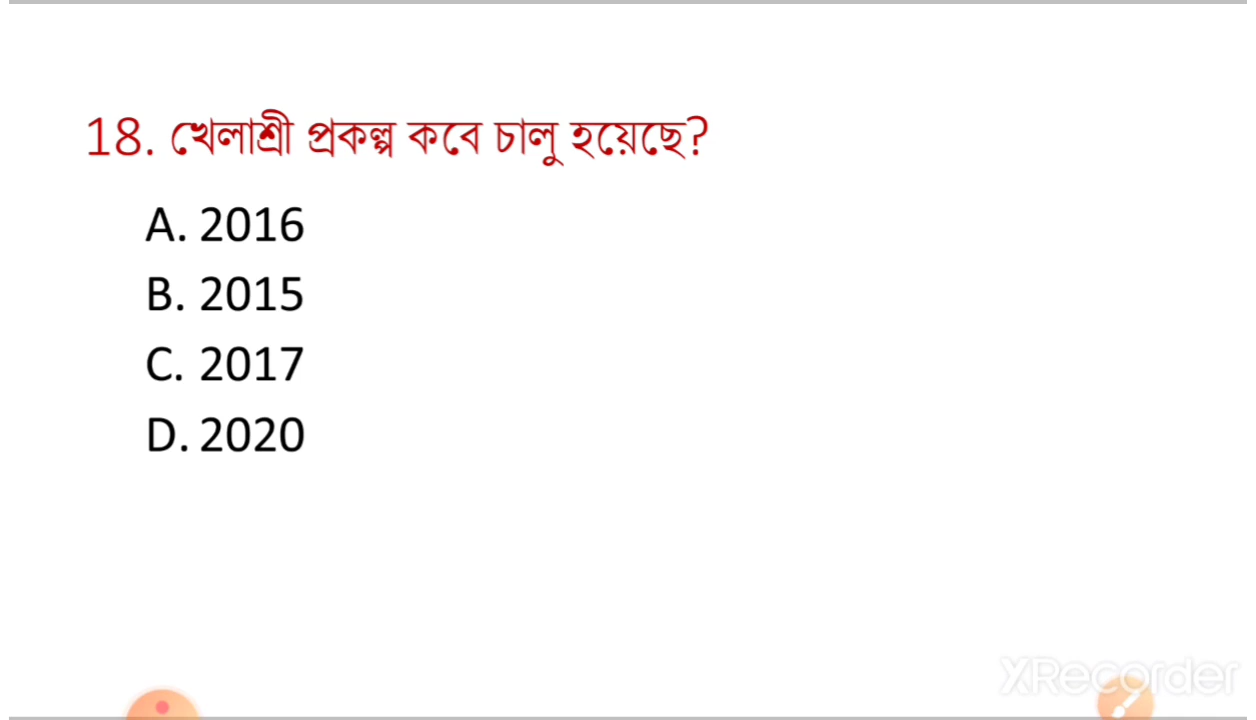 18. খেলাশ্রী প্রকল্প কবে চালু হয়েছে?
A. 2016
B. 2015
C. 2017
D. 2020
XRecorder